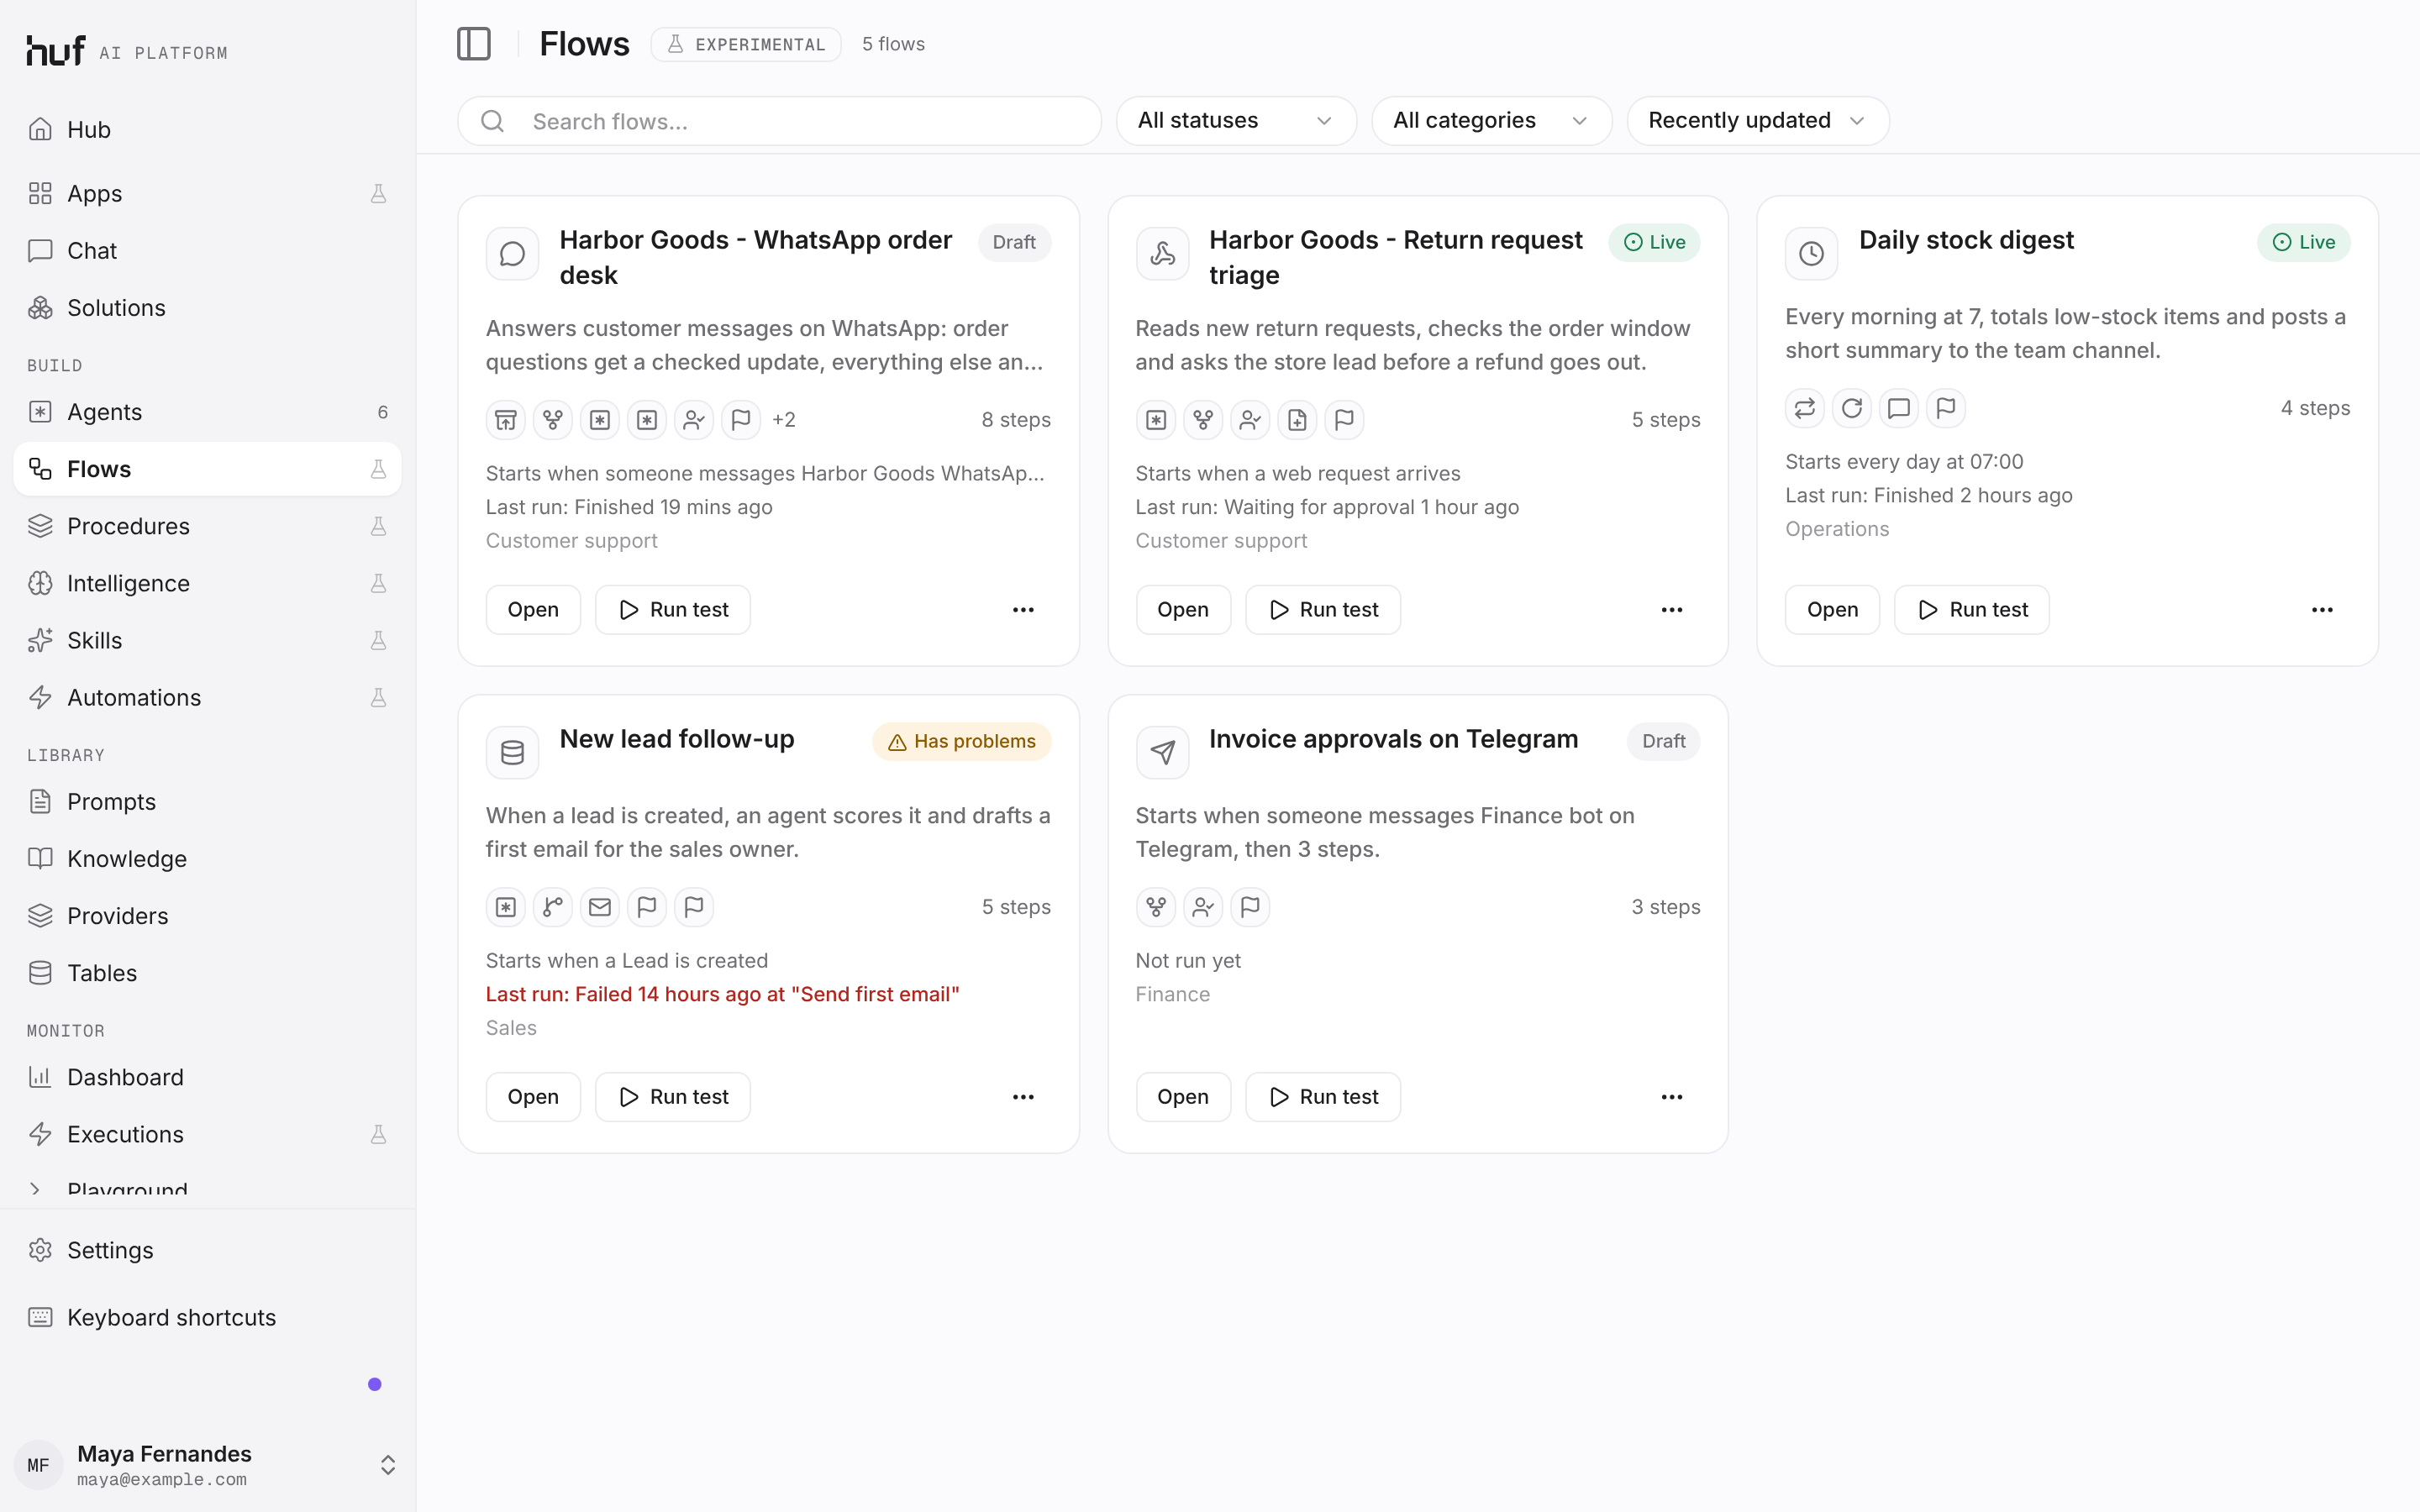 huf AI PLATFORM
Hub
Apps
Chat
Solutions
BUILD
Agents 6
Flows
Procedures
Intelligence
Skills
Automations
LIBRARY
Prompts
Knowledge
Providers
Tables
MONITOR
Dashboard
Executions
Playground
Settings
Keyboard shortcuts
MF
Maya Fernandes
maya@example.com
Flows EXPERIMENTAL 5 flows
Search flows... All statuses All categories Recently updated
Harbor Goods - WhatsApp order Draft
desk
Answers customer messages on WhatsApp: order
questions get a checked update, everything else an...
+2 8 steps
Starts when someone messages Harbor Goods WhatsAp...
Last run: Finished 19 mins ago
Customer support
Open Run test
Harbor Goods - Return request Live
triage
Reads new return requests, checks the order window
and asks the store lead before a refund goes out.
5 steps
Starts when a web request arrives
Last run: Waiting for approval 1 hour ago
Customer support
Open Run test
Daily stock digest Live
Every morning at 7, totals low-stock items and posts a
short summary to the team channel.
4 steps
Starts every day at 07:00
Last run: Finished 2 hours ago
Operations
Open Run test
New lead follow-up Has problems
When a lead is created, an agent scores it and drafts a
first email for the sales owner.
5 steps
Starts when a Lead is created
Last run: Failed 14 hours ago at "Send first email"
Sales
Open Run test
Invoice approvals on Telegram Draft
Starts when someone messages Finance bot on
Telegram, then 3 steps.
3 steps
Not run yet
Finance
Open Run test